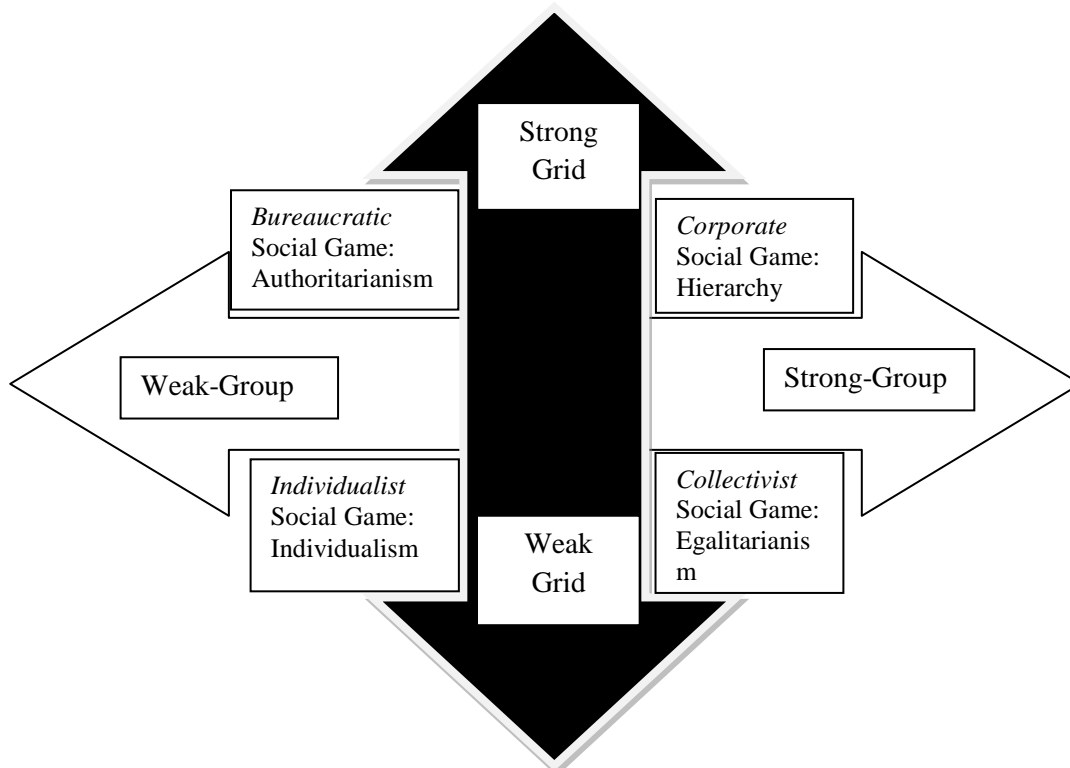 Strong
Grid
Bureaucratic
Social Game:
Authoritarianism
Corporate
Social Game:
Hierarchy
Weak-Group
Strong-Group
Individualist
Social Game:
Individualism
Weak
Grid
Collectivist
Social Game:
Egalitarianis
m